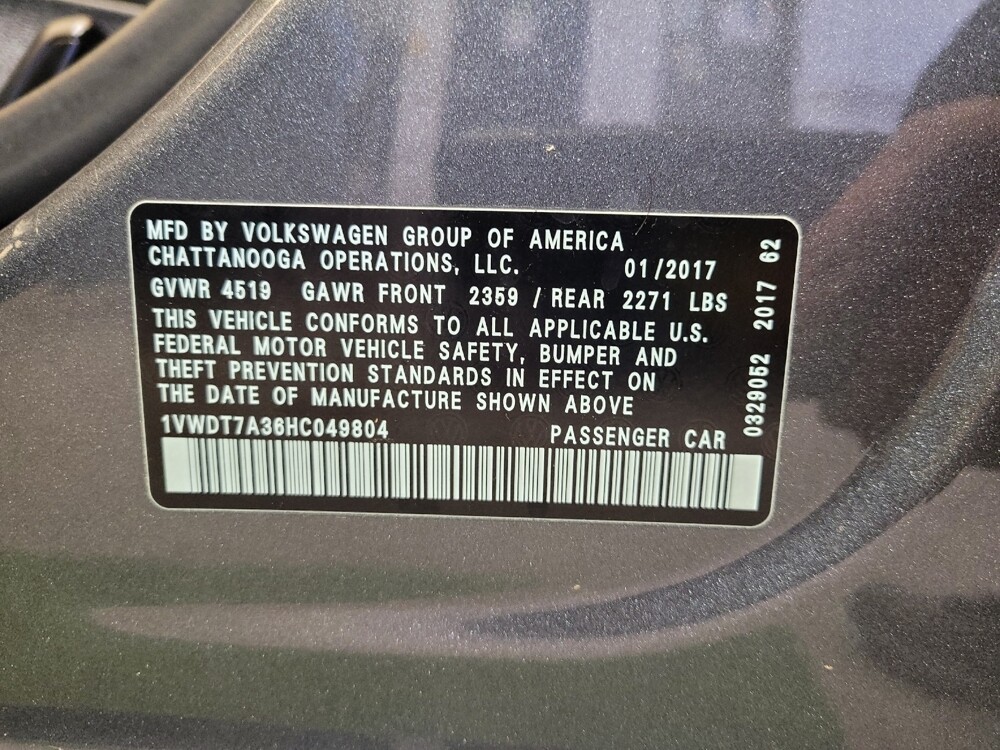 MFD BY VOLKSWAGEN GROUP OF AMERICA
CHATTANOOGA OPERATIONS, LLC. 01/2017
GVWR 4519 GAWR FRONT 2359 / REAR 2271 LBS
THIS VEHICLE CONFORMS TO ALL APPLICABLE U.S.
FEDERAL MOTOR VEHICLE SAFETY, BUMPER AND
THEFT PREVENTION STANDARDS IN EFFECT ON
THE DATE OF MANUFACTURE SHOWN ABOVE
1VWDT7A36HC049804 PASSENGER CAR
0329052 2017 62